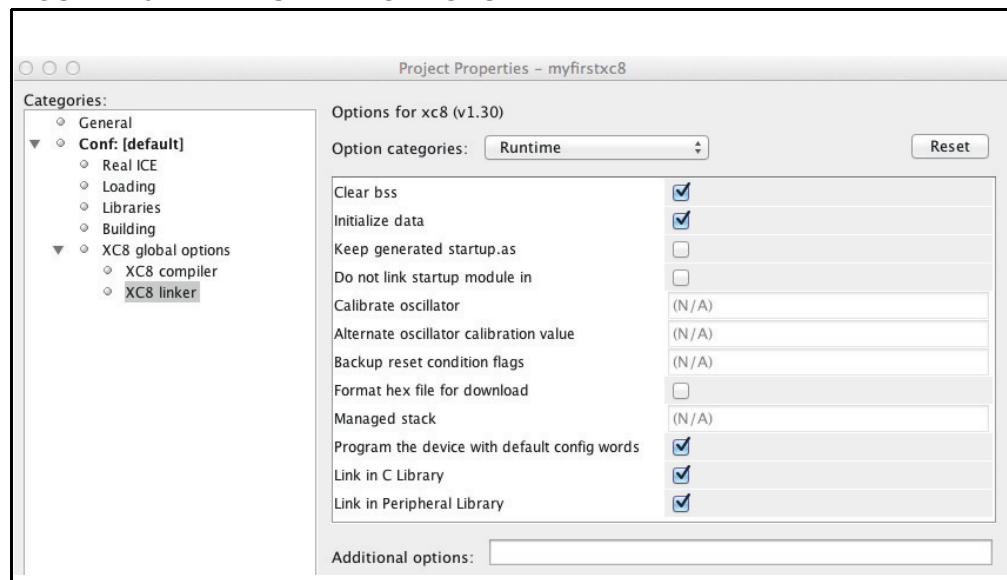 Project Properties – myfirstxc8
Categories:
General
Conf: [default]
Real ICE
Loading
Libraries
Building
XC8 global options
XC8 compiler
XC8 linker
Options for xc8 (v1.30)
Option categories: Runtime Reset
Clear bss
Initialize data
Keep generated startup.as
Do not link startup module in
Calibrate oscillator (N/A)
Alternate oscillator calibration value (N/A)
Backup reset condition flags (N/A)
Format hex file for download
Managed stack (N/A)
Program the device with default config words
Link in C Library
Link in Peripheral Library
Additional options: